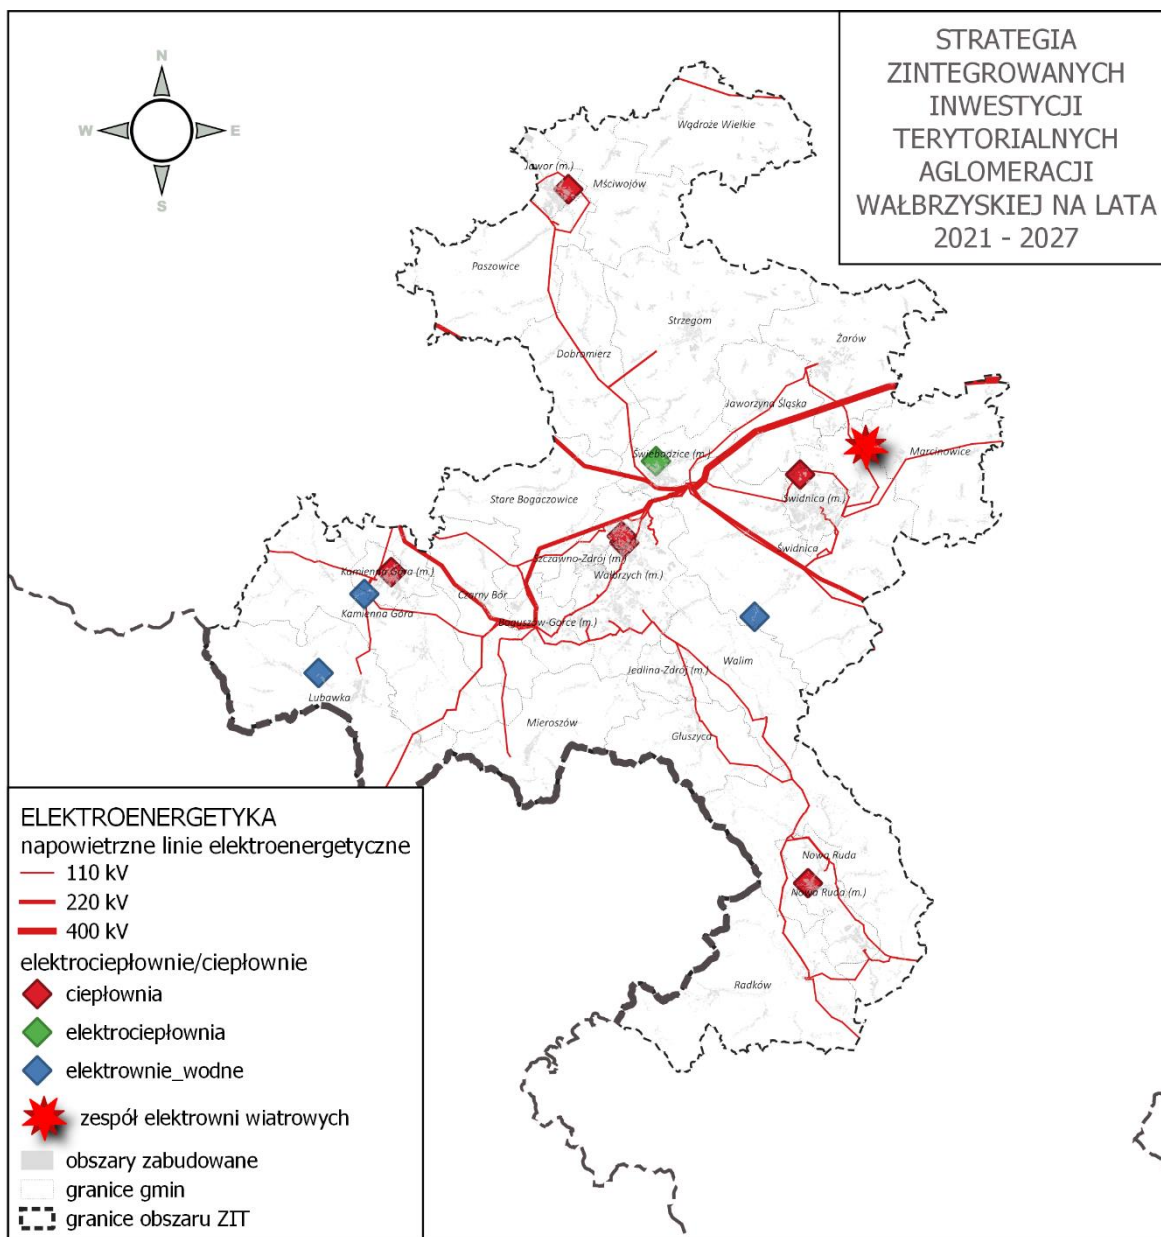 STRATEGIA
ZINTEGROWANYCH
INWESTYCJI
TERYTORIALNYCH
AGLOMERACJI
WAŁBRZYSKIEJ NA LATA
2021 - 2027
N
W
E
S
Wądroże Wielkie
Jawor (m.)
Mściwojów
Paszowice
Strzegom
Żarów
Dobromierz
Jaworzyna Śląska
Świebodzice (m.)
Marcinowice
Stare Bogaczowice
Świdnica (m.)
Świdnica
Szczawno-Zdrój (m.)
Kamienna Góra (m.)
Wałbrzych (m.)
Czarny Bór
Kamienna Góra
Boguszów-Gorce (m.)
Walim
Jedlina-Zdrój (m.)
Lubawka
Mieroszów
Głuszyca
Nowa Ruda
Nowa Ruda (m.)
Radków
ELEKTROENERGETYKA
napowietrzne linie elektroenergetyczne
110 kV
220 kV
400 kV
elektrociepłownie/ciepłownie
ciepłownia
elektrociepłownia
elektrownie_wodne
zespół elektrowni wiatrowych
obszary zabudowane
granice gmin
granice obszaru ZIT